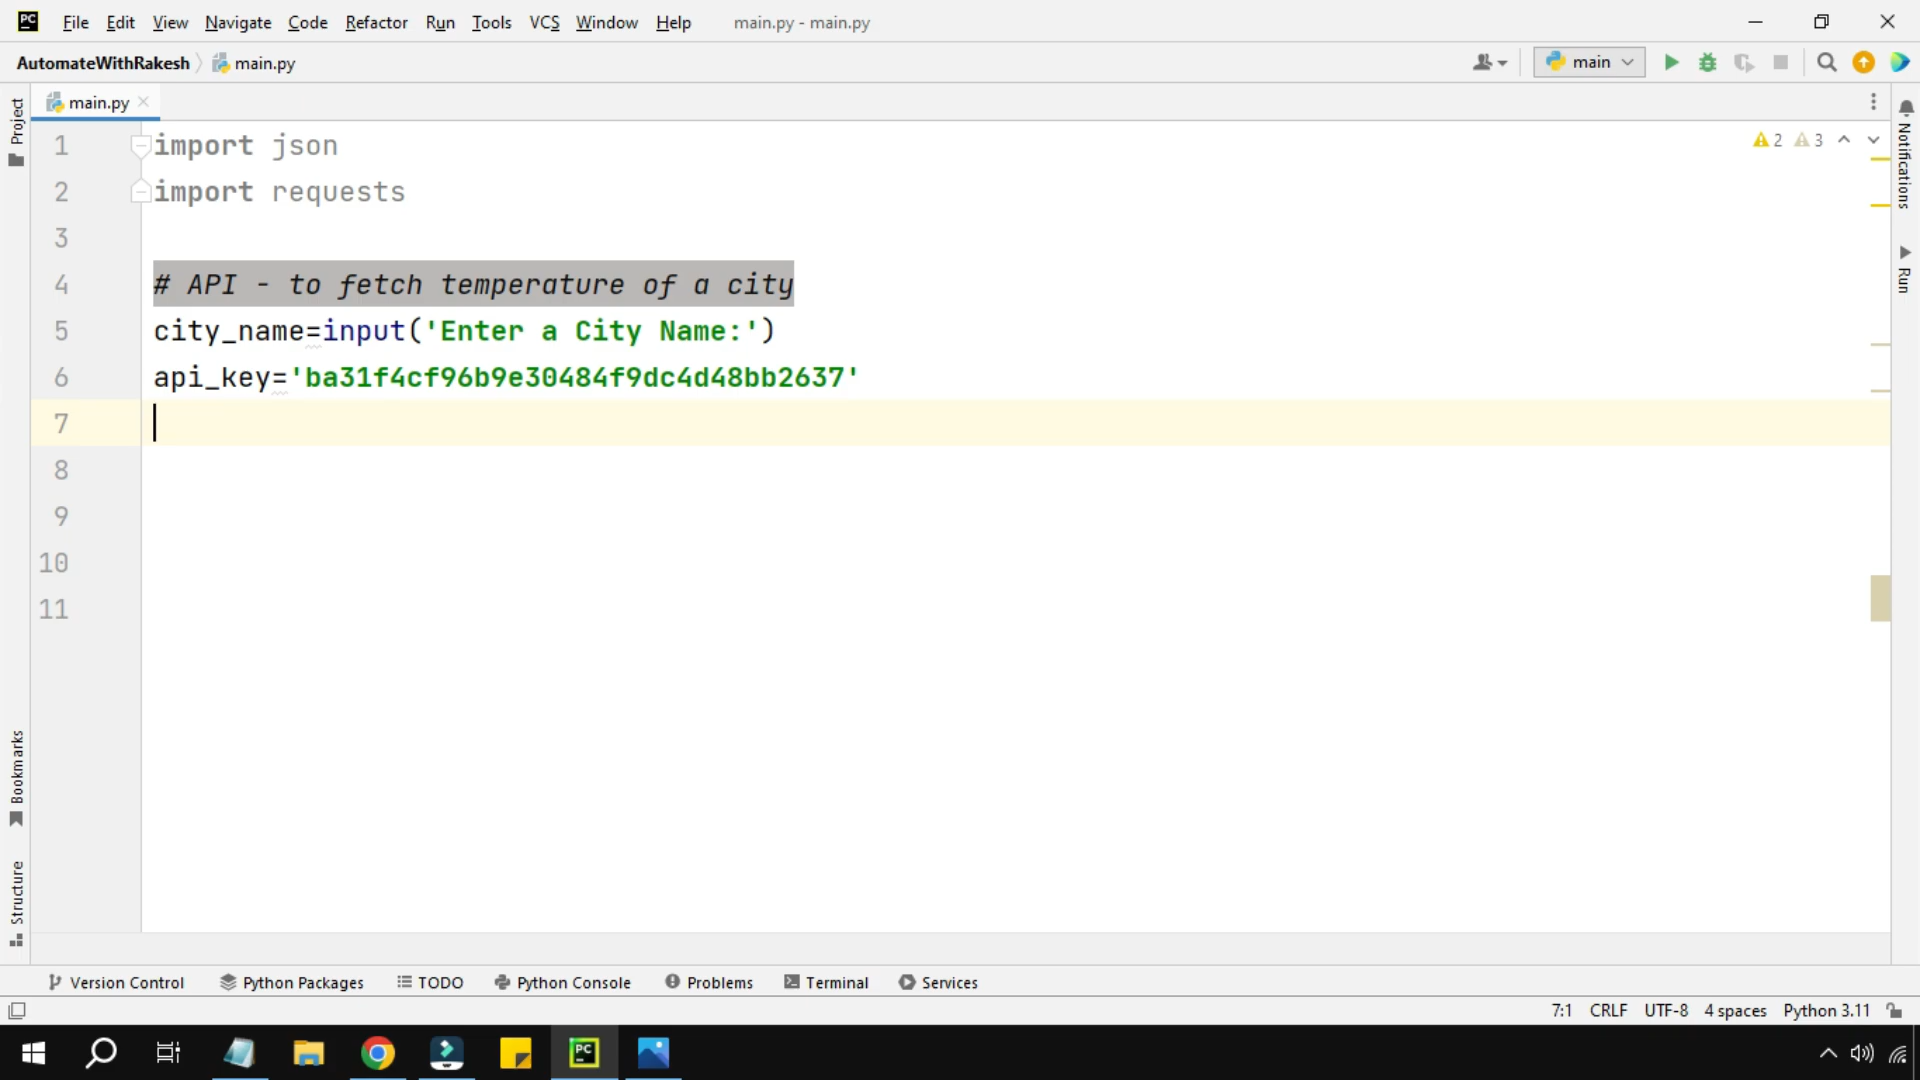 PC File Edit View Navigate Code Refactor Run Tools VCS Window Help main.py - main.py
AutomateWithRakesh main.py main
main.py
Project
Notifications
Run
2 3
1 import json
2 import requests
3
4 # API - to fetch temperature of a city
5 city_name=input('Enter a City Name:')
6 api_key='ba31f4cf96b9e30484f9dc4d48bb2637'
7
8
9
10
11
Bookmarks
Structure
Version Control Python Packages TODO Python Console Problems Terminal Services
7:1 CRLF UTF-8 4 spaces Python 3.11
PC